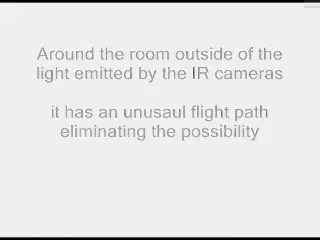 Around the room outside of the
light emitted by the IR cameras
it has an unusaul flight path
eliminating the possibility